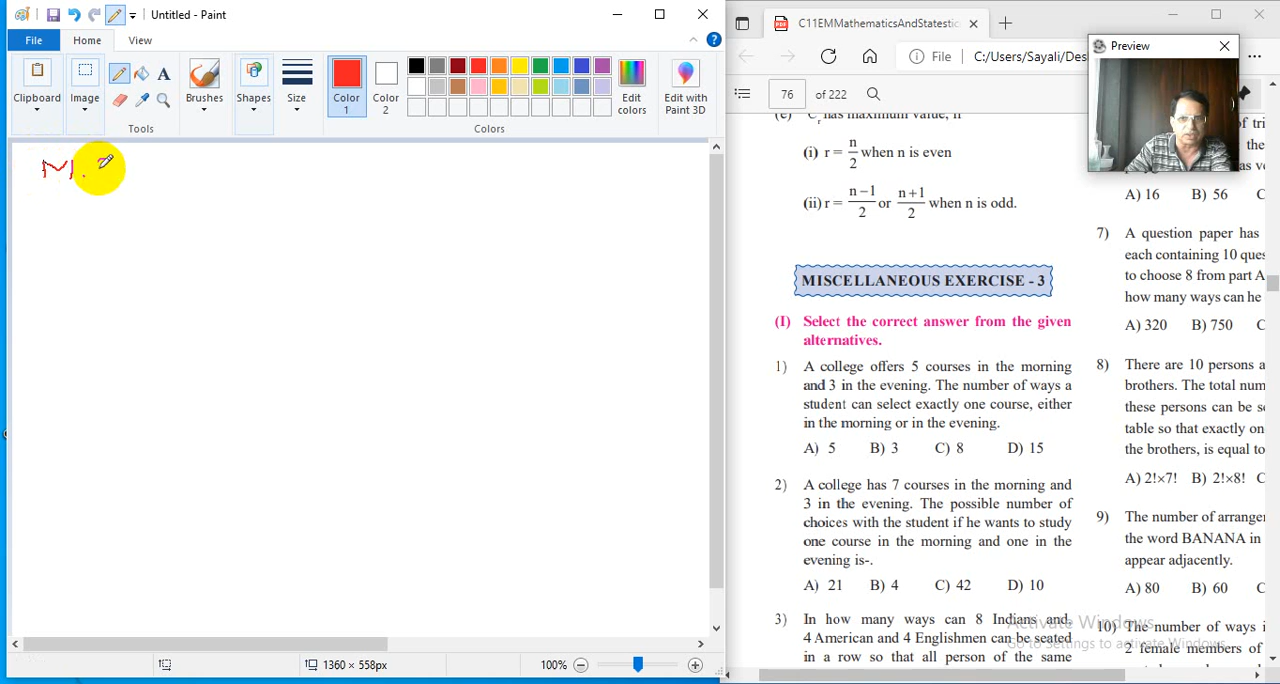 Untitled - Paint
File
Home
View
Clipboard
Image
Tools
Brushes
Shapes
Size
Color 1
Color 2
Edit colors
Edit with Paint 3D
Colors
M.
1360 × 558px
100%
C11EMMathematicsAndStatestic
File
C:/Users/Sayali/Des
76
of 222
Preview
has maximum value, if
(i) r = n/2 when n is even
(ii) r = n−1/2 or n+1/2 when n is odd.
MISCELLANEOUS EXERCISE - 3
(I) Select the correct answer from the given
alternatives.
1) A college offers 5 courses in the morning
and 3 in the evening. The number of ways a
student can select exactly one course, either
in the morning or in the evening.
A) 5 B) 3 C) 8 D) 15
2) A college has 7 courses in the morning and
3 in the evening. The possible number of
choices with the student if he wants to study
one course in the morning and one in the
evening is-.
A) 21 B) 4 C) 42 D) 10
3) In how many ways can 8 Indians and,
4 American and 4 Englishmen can be seated
in a row so that all person of the same
of tri
the
as ve
A) 16 B) 56 C
7) A question paper has
each containing 10 ques
to choose 8 from part A
how many ways can he
A) 320 B) 750 C
8) There are 10 persons a
brothers. The total num
these persons can be s
table so that exactly on
the brothers, is equal to
A) 2!×7! B) 2!×8! C
9) The number of arranger
the word BANANA in
appear adjacently.
A) 80 B) 60 C
10) The number of ways i
2 female members of
Activate Windows
Go to Settings to activate Windows.